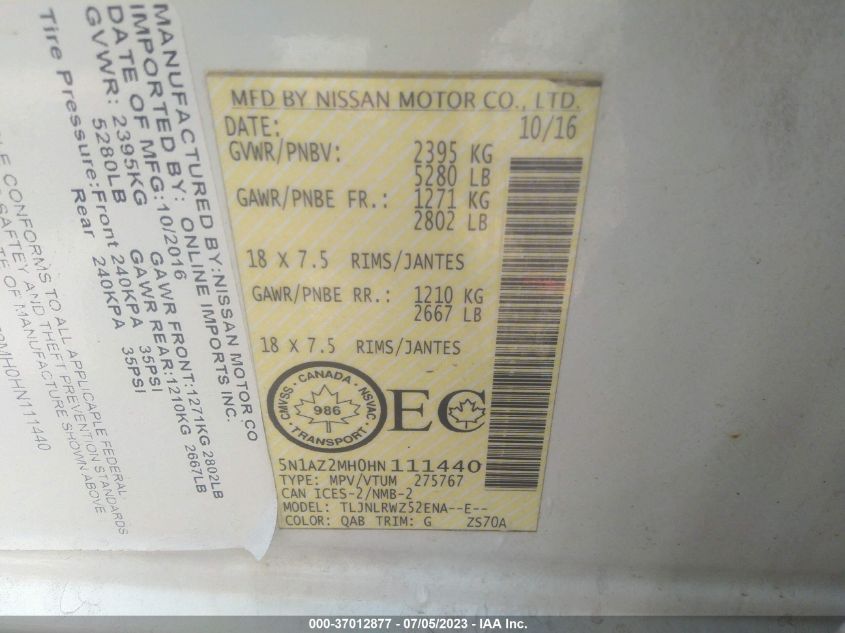 MFD BY NISSAN MOTOR CO., LTD.
DATE: 10/16
GVWR/PNBV: 2395 KG
5280 LB
GAWR/PNBE FR.: 1271 KG
2802 LB
18 X 7.5 RIMS/JANTES
GAWR/PNBE RR.: 1210 KG
2667 LB
18 X 7.5 RIMS/JANTES
CANADA
CMVSS NSVAC
986
TRANSPORT
EC
5N1AZ2MH0HN 111440
TYPE: MPV/VTUM 275767
CAN ICES-2/NMB-2
MODEL: TLJNLRWZ52ENA--E--
COLOR: QAB TRIM: G ZS70A
MANUFACTURED BY:NISSAN MOTOR CO
IMPORTED BY: ONLINE IMPORTS INC.
DATE OF MFG:10/2016 GAWR FRONT:1271KG 2802LB
GVWR: 2395KG GAWR REAR:1210KG 2667LB
5280LB
Tire Pressure:Front 240KPA 35PSI
Rear 240KPA 35PSI
CONFORMS TO ALL APPLICAPLE FEDERAL
SAFTEY AND THEFT PREVENTION STANDARDS
OF MANUFACTURE SHOWN ABOVE
MH0HN111440
000-37012877 - 07/05/2023 - IAA Inc.